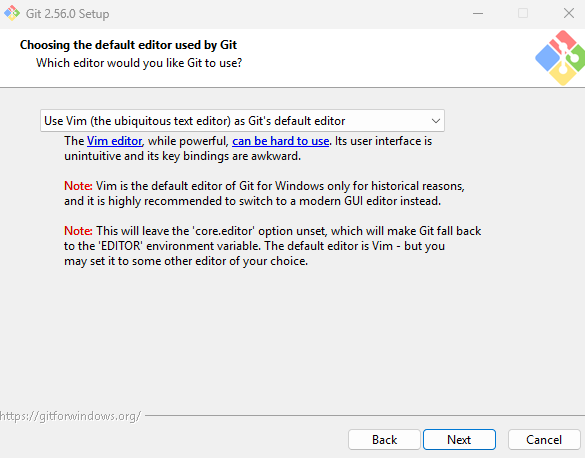 Git 2.56.0 Setup
Choosing the default editor used by Git
Which editor would you like Git to use?
Use Vim (the ubiquitous text editor) as Git's default editor
The Vim editor, while powerful, can be hard to use. Its user interface is
unintuitive and its key bindings are awkward.
Note: Vim is the default editor of Git for Windows only for historical reasons,
and it is highly recommended to switch to a modern GUI editor instead.
Note: This will leave the 'core.editor' option unset, which will make Git fall back
to the 'EDITOR' environment variable. The default editor is Vim - but you
may set it to some other editor of your choice.
https://gitforwindows.org/
Back Next Cancel